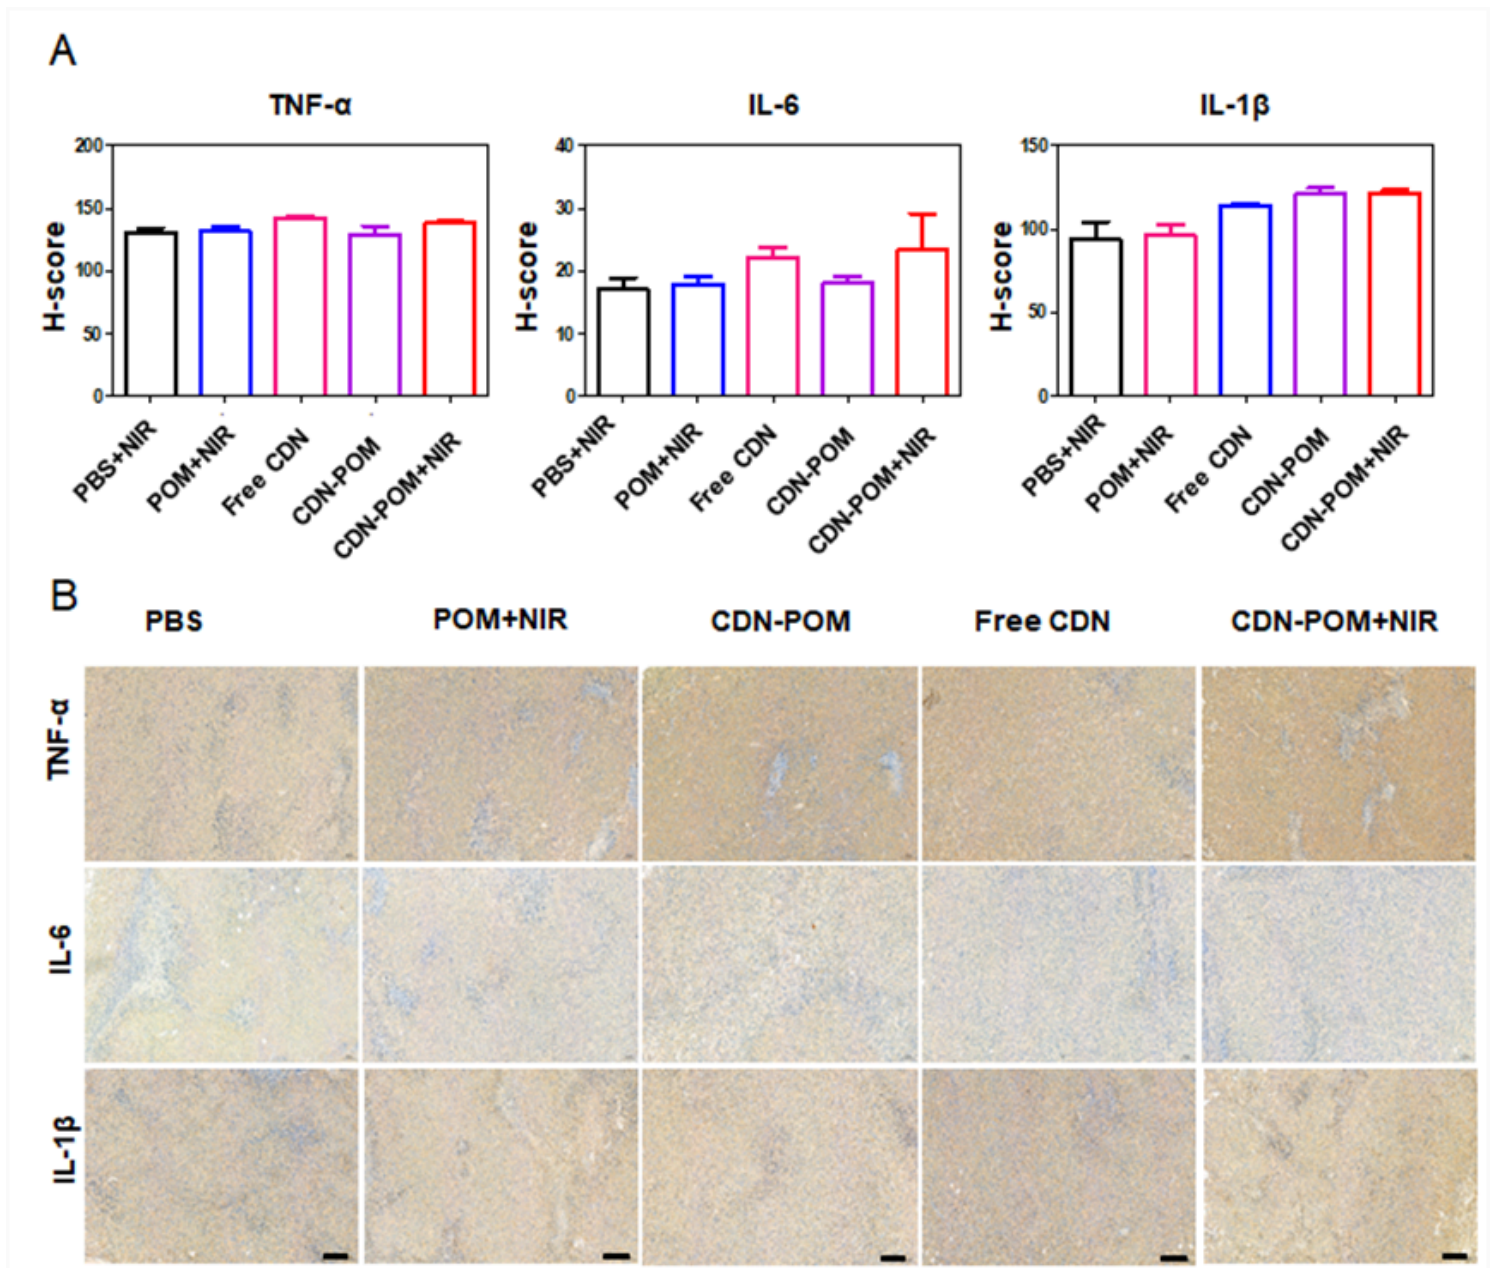 A
TNF-α
IL-6
IL-1β
H-score
200
150
100
50
0
PBS+NIR
POM+NIR
Free CDN
CDN-POM
CDN-POM+NIR
H-score
40
30
20
10
0
PBS+NIR
POM+NIR
Free CDN
CDN-POM
CDN-POM+NIR
H-score
150
100
50
0
PBS+NIR
POM+NIR
Free CDN
CDN-POM
CDN-POM+NIR
B
PBS
POM+NIR
CDN-POM
Free CDN
CDN-POM+NIR
TNF-α
IL-6
IL-1β